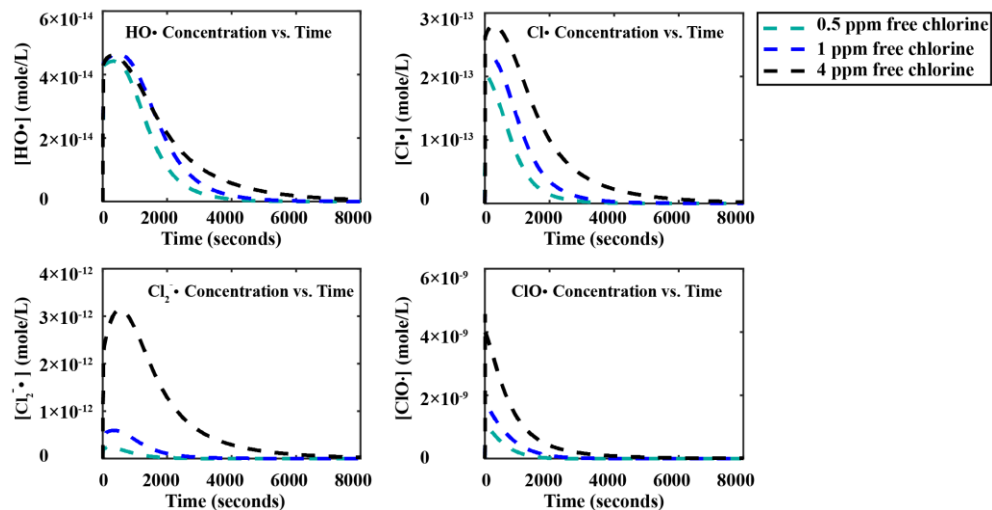 HO• Concentration vs. Time
[HO•] (mole/L)
6×10⁻¹⁴
4×10⁻¹⁴
2×10⁻¹⁴
0
0 2000 4000 6000 8000
Time (seconds)
Cl• Concentration vs. Time
[Cl•] (mole/L)
3×10⁻¹³
2×10⁻¹³
1×10⁻¹³
0
0 2000 4000 6000 8000
Time (seconds)
0.5 ppm free chlorine
1 ppm free chlorine
4 ppm free chlorine
Cl₂⁻• Concentration vs. Time
[Cl₂⁻•] (mole/L)
4×10⁻¹²
3×10⁻¹²
2×10⁻¹²
1×10⁻¹²
0
0 2000 4000 6000 8000
Time (seconds)
ClO• Concentration vs. Time
[ClO•] (mole/L)
6×10⁻⁹
4×10⁻⁹
2×10⁻⁹
0
0 2000 4000 6000 8000
Time (seconds)